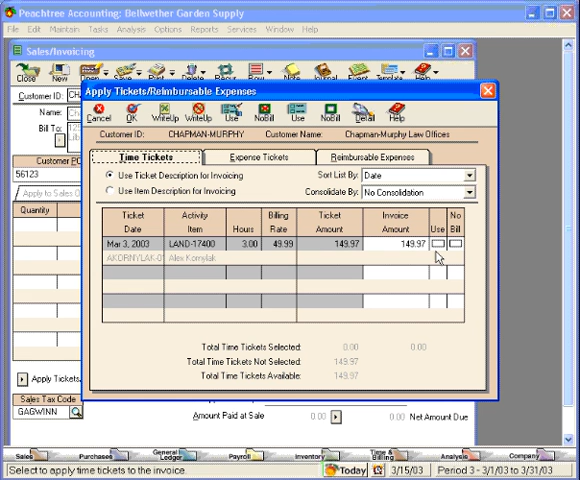 Peachtree Accounting: Bellwether Garden Supply
File Edit Maintain Tasks Analysis Options Reports Services Window Help
Sales/Invoicing
Close New Save Print Delete Recur Row Note Journal Event Template Help
Apply Tickets/Reimbursable Expenses
Cancel OK WriteUp WriteUp Use NoBill Use NoBill Detail Help
Customer ID: CHAPMAN-MURPHY Customer Name: Chapman-Murphy Law Offices
Time Tickets Expense Tickets Reimbursable Expenses
Use Ticket Description for Invoicing Sort List By: Date
Use Item Description for Invoicing Consolidate By: No Consolidation
Ticket Date Activity Item Hours Billing Rate Ticket Amount Invoice Amount Use No Bill
Mar 3, 2003 LAND-17400 3.00 49.99 149.97 149.97
AKORNYLAK-01 Alex Kornylak
Total Time Tickets Selected: 0.00 0.00
Total Time Tickets Not Selected: 149.97
Total Time Tickets Available: 149.97
Customer ID: CHA
Name: Cha
Bill To: 125
Customer PO
56123
Apply to Sales O
Quantity
Apply Tickets
Sales Tax Code
GAGWINN
Amount Paid at Sale 0.00 Net Amount Due
Sales Purchases General Ledger Payroll Inventory Time & Billing Analysis Company
Select to apply time tickets to the invoice. Today 3/15/03 Period 3 - 3/1/03 to 3/31/03